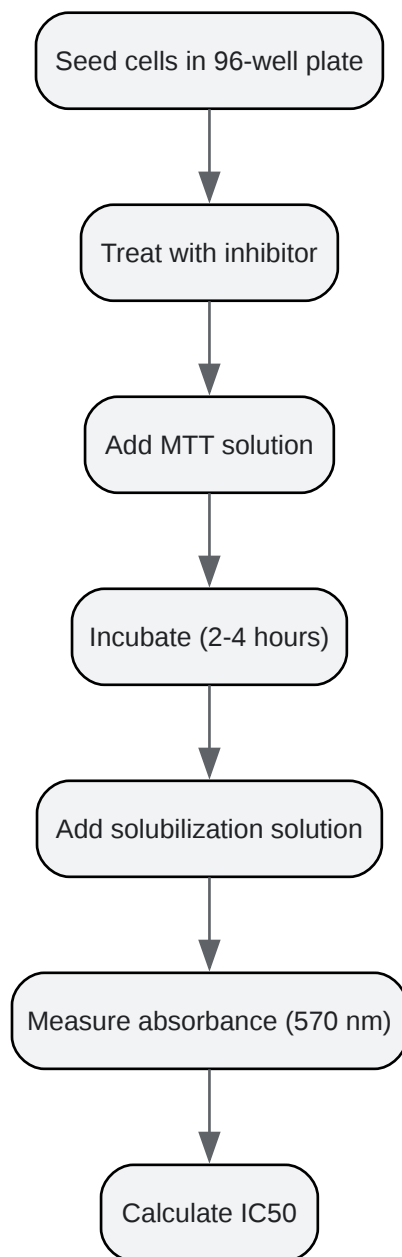 Seed cells in 96-well plate
Treat with inhibitor
Add MTT solution
Incubate (2-4 hours)
Add solubilization solution
Measure absorbance (570 nm)
Calculate IC50